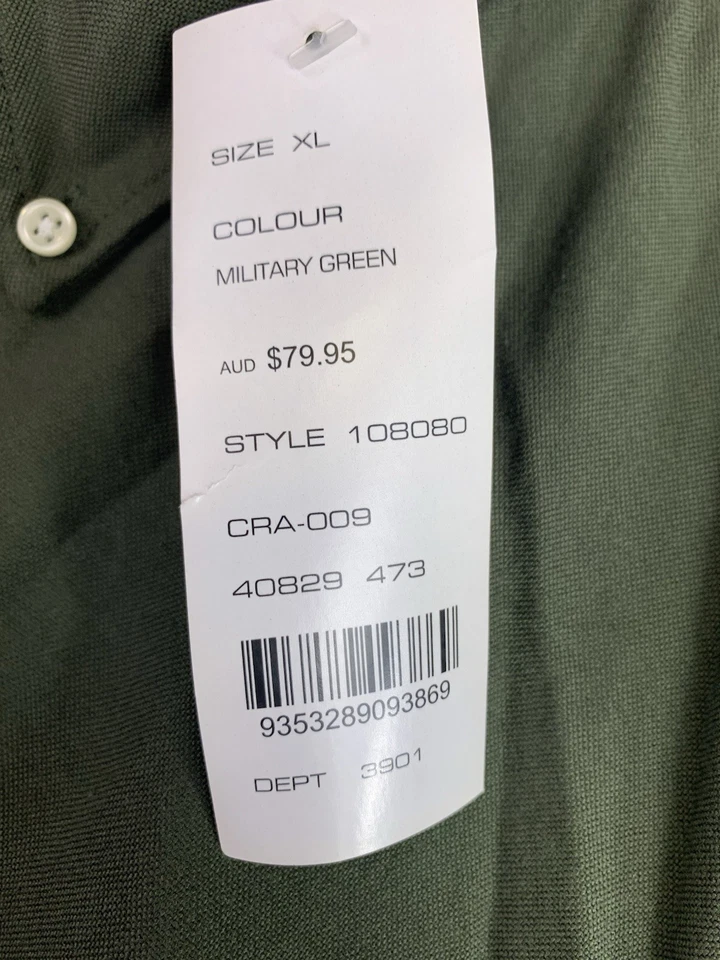 SIZE XL
COLOUR
MILITARY GREEN
AUD $79.95
STYLE 108080
CRA-009
40829 473
9353289093869
DEPT 3901